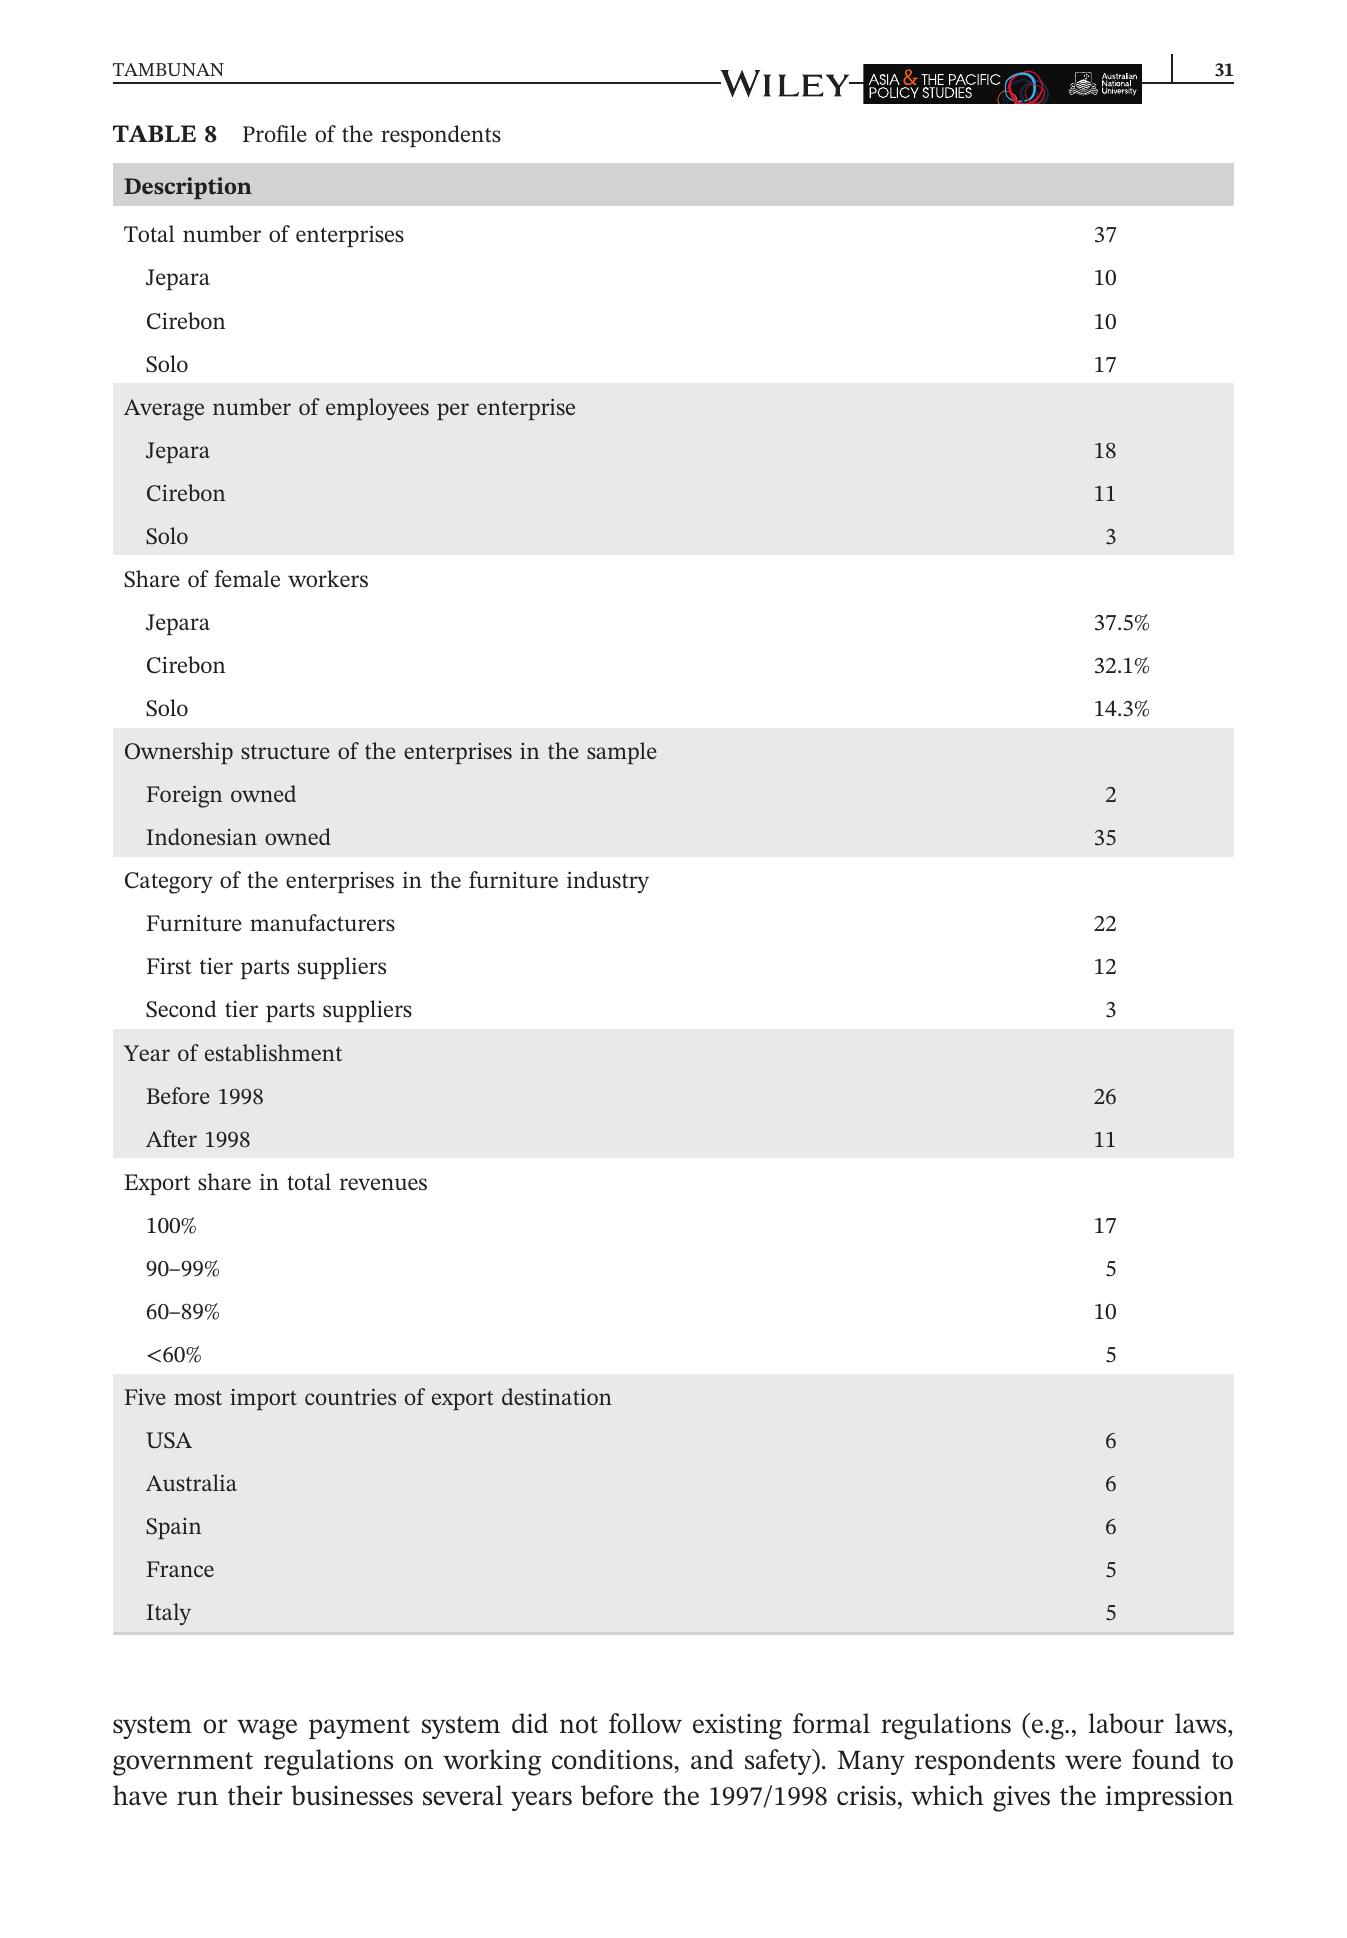 TAMBUNAN
WILEY
ASIA & THE PACIFIC
POLICY STUDIES
Australian
National
University
31
TABLE 8 Profile of the respondents
Description
Total number of enterprises 37
Jepara 10
Cirebon 10
Solo 17
Average number of employees per enterprise
Jepara 18
Cirebon 11
Solo 3
Share of female workers
Jepara 37.5%
Cirebon 32.1%
Solo 14.3%
Ownership structure of the enterprises in the sample
Foreign owned 2
Indonesian owned 35
Category of the enterprises in the furniture industry
Furniture manufacturers 22
First tier parts suppliers 12
Second tier parts suppliers 3
Year of establishment
Before 1998 26
After 1998 11
Export share in total revenues
100% 17
90–99% 5
60–89% 10
<60% 5
Five most import countries of export destination
USA 6
Australia 6
Spain 6
France 5
Italy 5
system or wage payment system did not follow existing formal regulations (e.g., labour laws,
government regulations on working conditions, and safety). Many respondents were found to
have run their businesses several years before the 1997/1998 crisis, which gives the impression